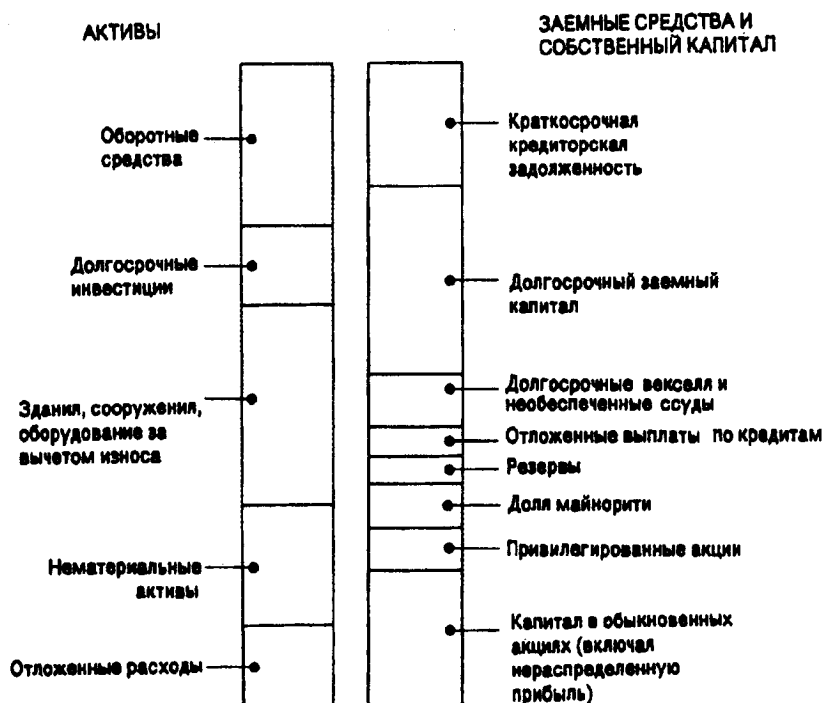 АКТИВЫ
Оборотные
средства
Долгосрочные
инвестиции
Здания, сооружения,
оборудование за
вычетом износа
Нематериальные
активы
Отложенные расходы
ЗАЕМНЫЕ СРЕДСТВА И
СОБСТВЕННЫЙ КАПИТАЛ
Краткосрочная
кредиторская
задолженность
Долгосрочный заемный
капитал
Долгосрочные векселя и
необеспеченные ссуды
Отложенные выплаты по кредитам
Резервы
Доля майнорити
Привилегированные акции
Капитал в обыкновенных
акциях (включая
нераспределенную
прибыль)